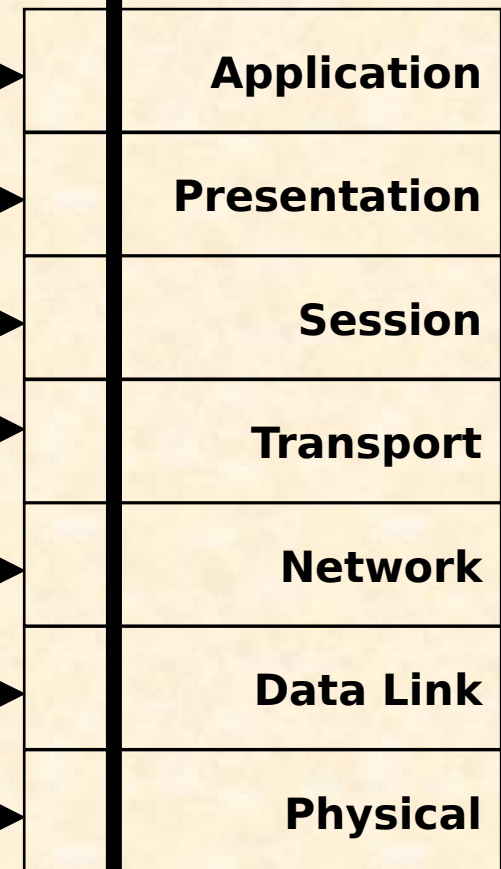 Application
Presentation
Session
Transport
Network
Data Link
Physical